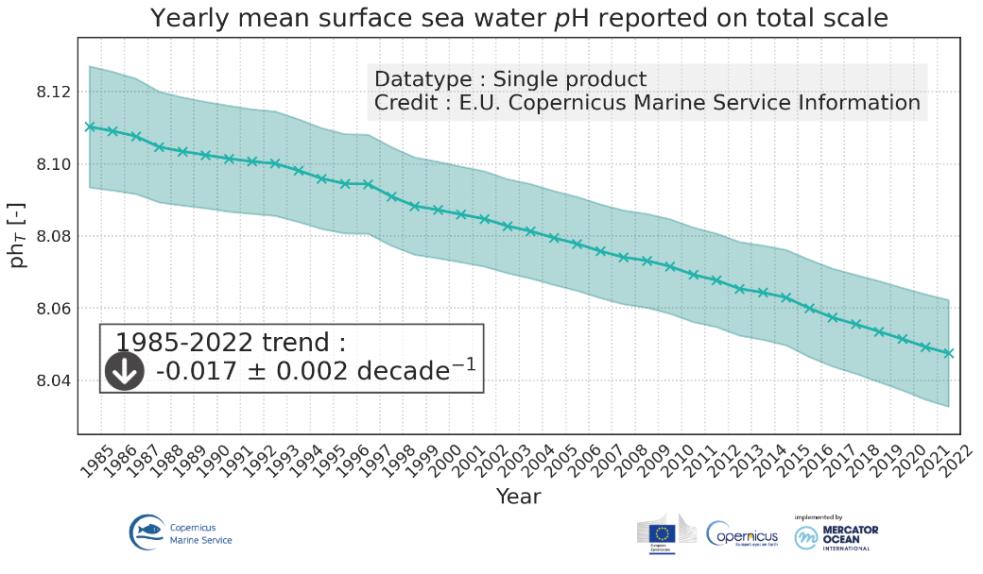 Yearly mean surface sea water pH reported on total scale
Datatype : Single product
Credit : E.U. Copernicus Marine Service Information
8.12
8.10
8.08
8.06
8.04
ph_T [-]
1985-2022 trend :
-0.017 ± 0.002 decade⁻¹
1985 1986 1987 1988 1989 1990 1991 1992 1993 1994 1995 1996 1997 1998 1999 2000 2001 2002 2003 2004 2005 2006 2007 2008 2009 2010 2011 2012 2013 2014 2015 2016 2017 2018 2019 2020 2021 2022
Year
Copernicus
Marine Service
opernicus
implemented by
MERCATOR
OCEAN
INTERNATIONAL